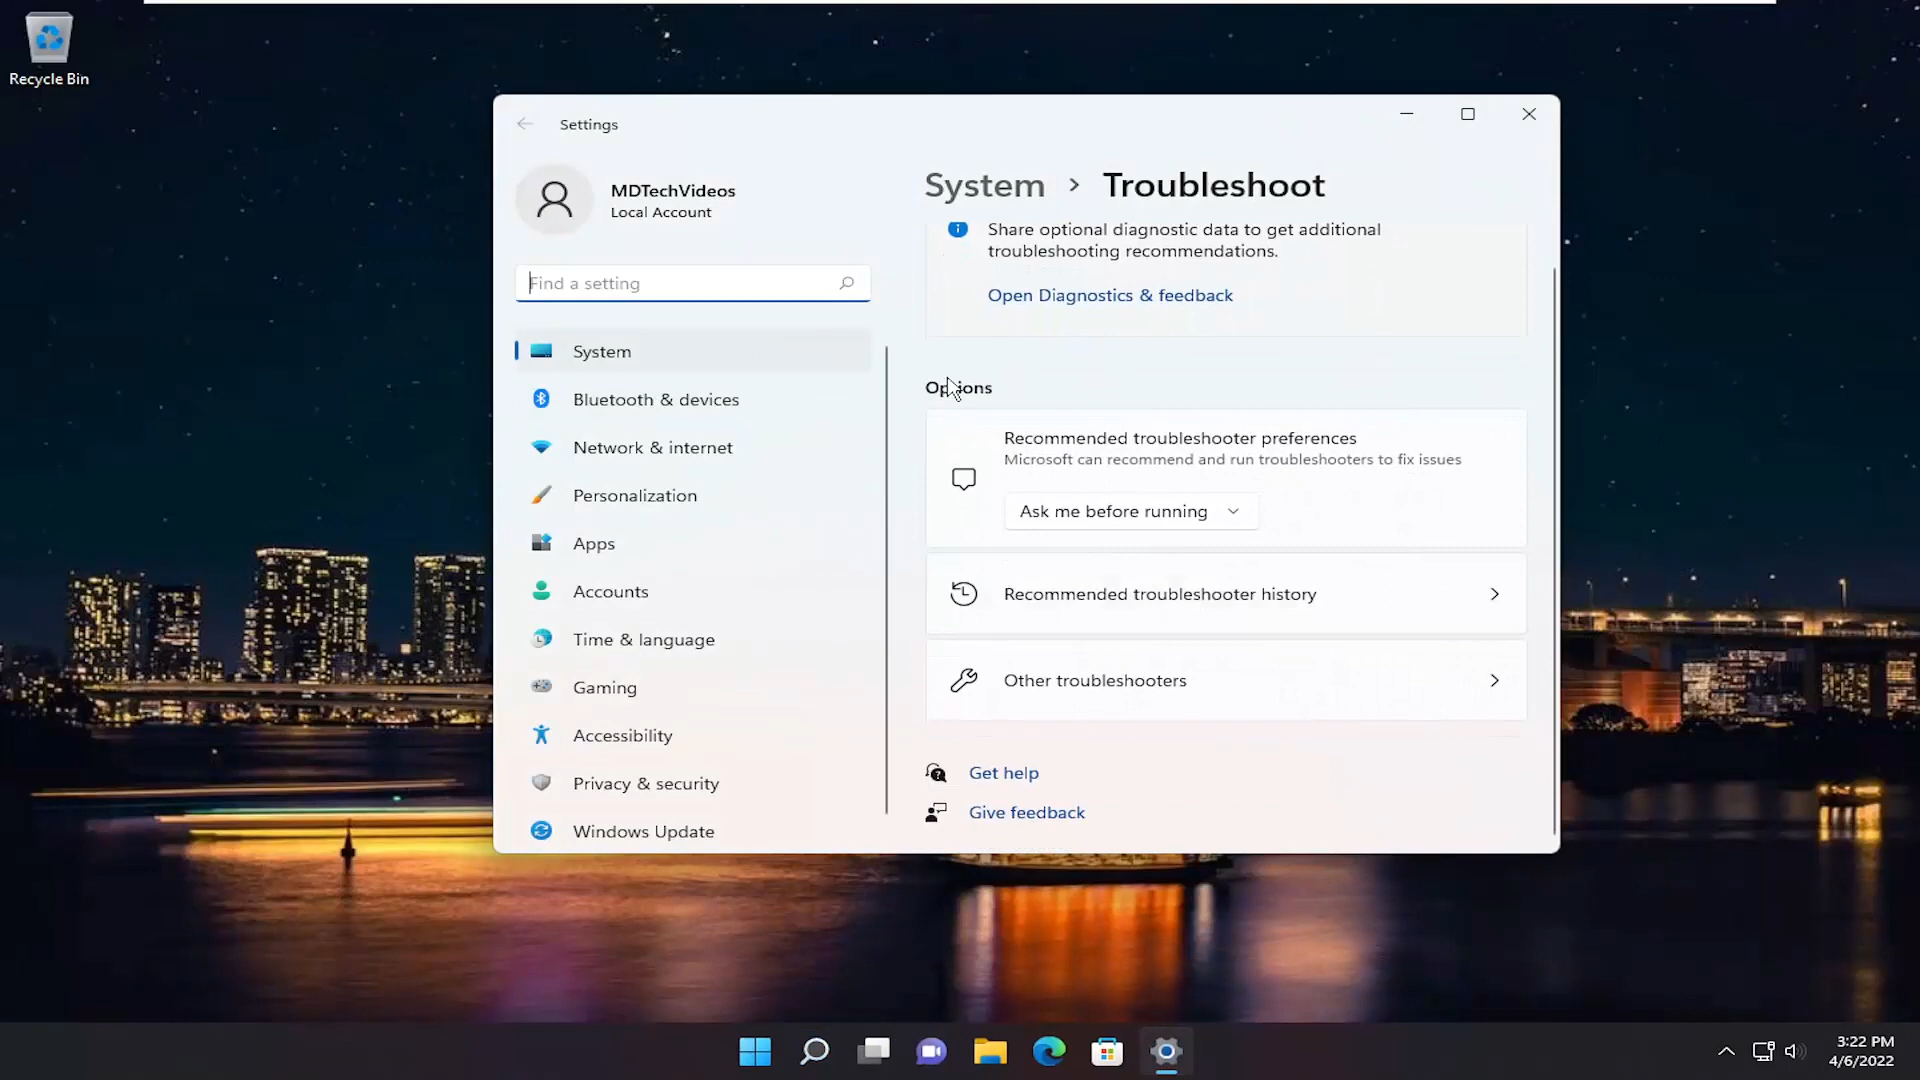 Recycle Bin
Settings
MDTechVideos
Local Account
Find a setting
System
Bluetooth & devices
Network & internet
Personalization
Apps
Accounts
Time & language
Gaming
Accessibility
Privacy & security
Windows Update
System > Troubleshoot
Share optional diagnostic data to get additional
troubleshooting recommendations.
Open Diagnostics & feedback
Options
Recommended troubleshooter preferences
Microsoft can recommend and run troubleshooters to fix issues
Ask me before running
Recommended troubleshooter history
Other troubleshooters
Get help
Give feedback
3:22 PM
4/6/2022